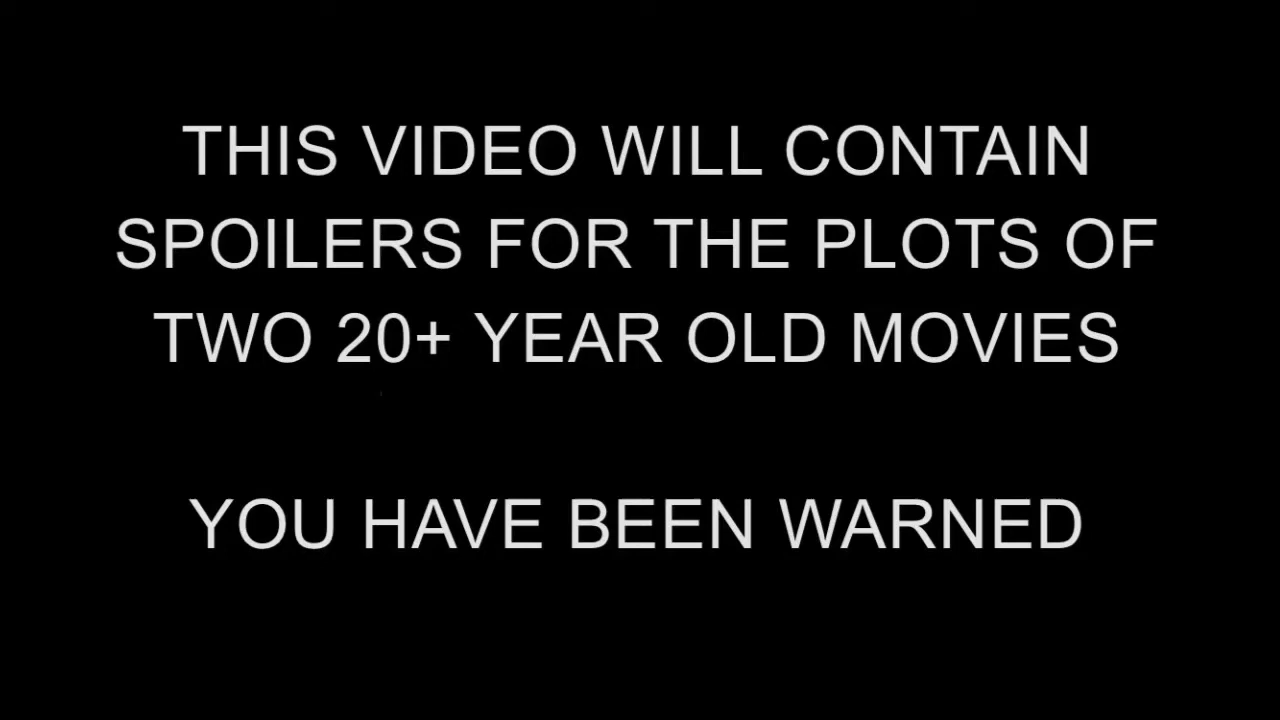 THIS VIDEO WILL CONTAIN
SPOILERS FOR THE PLOTS OF
TWO 20+ YEAR OLD MOVIES
YOU HAVE BEEN WARNED